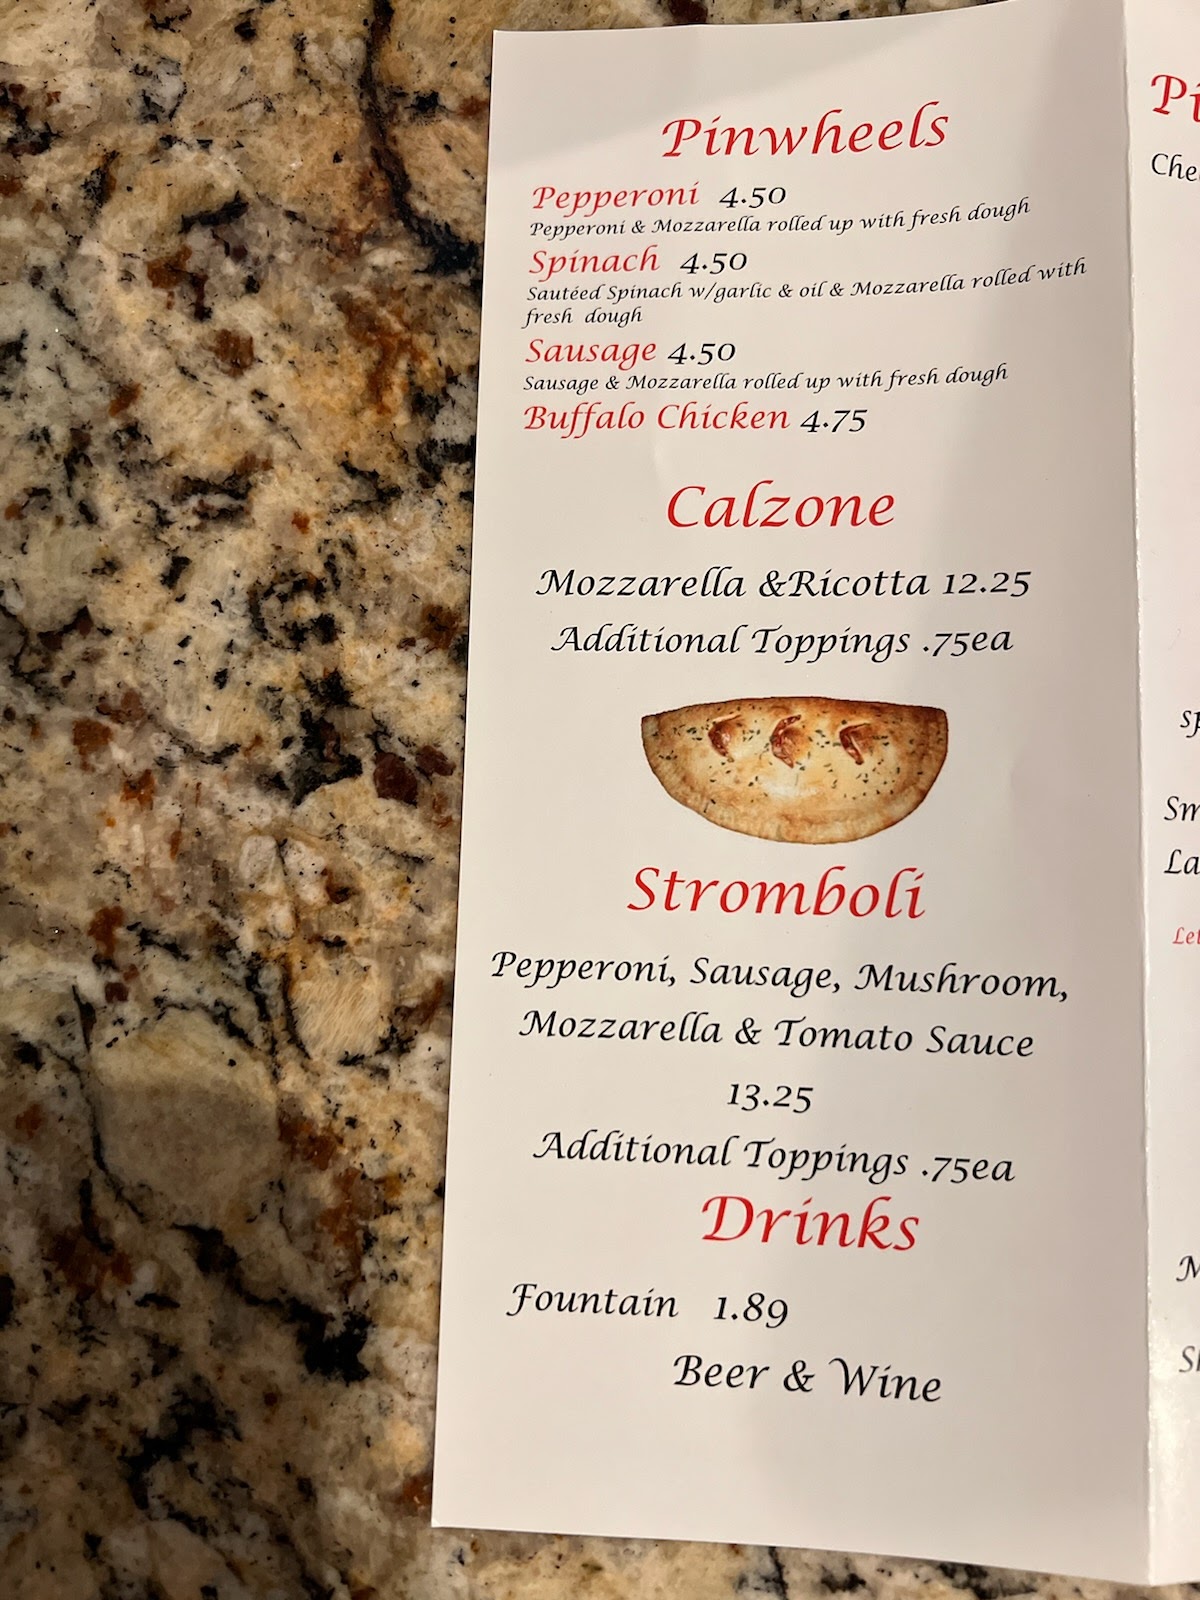 Pinwheels
Pepperoni 4.50
Pepperoni & Mozzarella rolled up with fresh dough
Spinach 4.50
Sautéed Spinach w/garlic & oil & Mozzarella rolled with
fresh dough
Sausage 4.50
Sausage & Mozzarella rolled up with fresh dough
Buffalo Chicken 4.75
Calzone
Mozzarella &Ricotta 12.25
Additional Toppings .75ea
Stromboli
Pepperoni, Sausage, Mushroom,
Mozzarella & Tomato Sauce
13.25
Additional Toppings .75ea
Drinks
Fountain 1.89
Beer & Wine